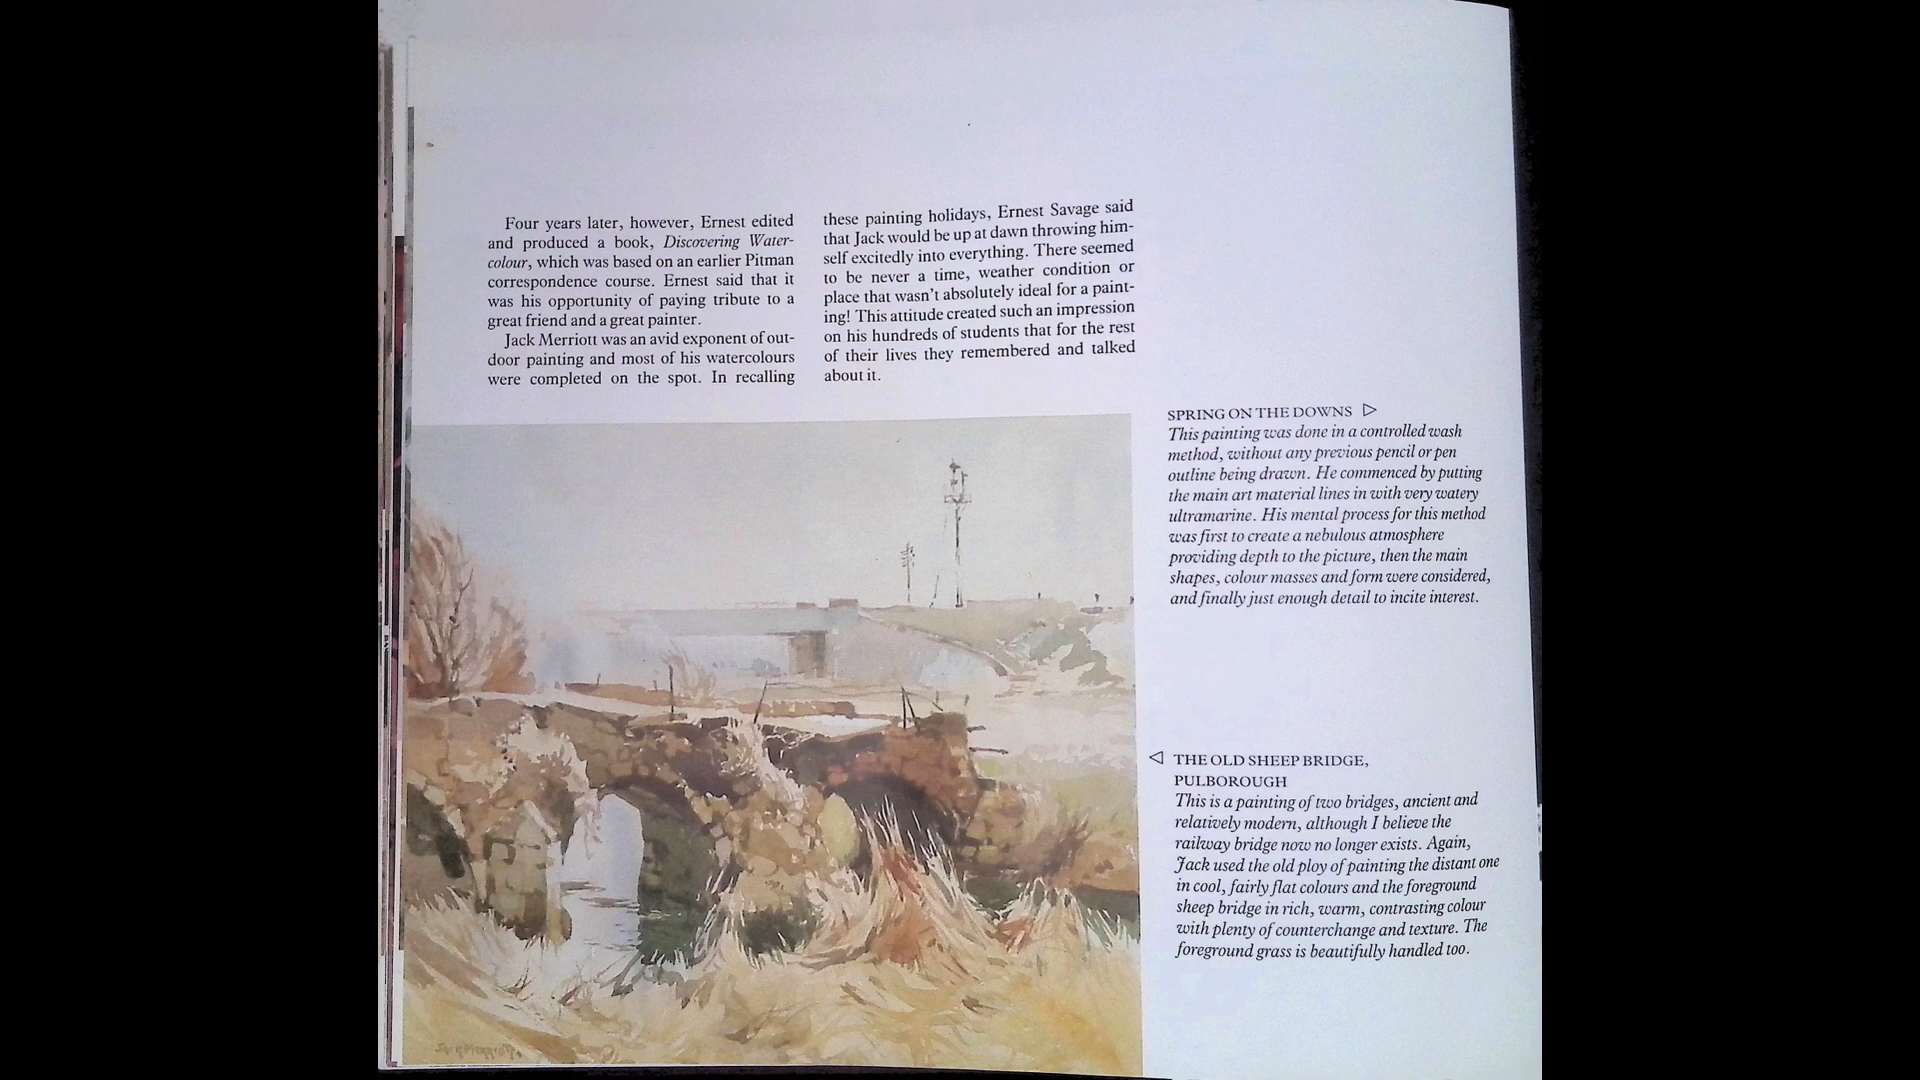 Four years later, however, Ernest edited
and produced a book, Discovering Water-
colour, which was based on an earlier Pitman
correspondence course. Ernest said that it
was his opportunity of paying tribute to a
great friend and a great painter.
Jack Merriott was an avid exponent of out-
door painting and most of his watercolours
were completed on the spot. In recalling
these painting holidays, Ernest Savage said
that Jack would be up at dawn throwing him-
self excitedly into everything. There seemed
to be never a time, weather condition or
place that wasn't absolutely ideal for a paint-
ing! This attitude created such an impression
on his hundreds of students that for the rest
of their lives they remembered and talked
about it.
SPRING ON THE DOWNS ▷
This painting was done in a controlled wash
method, without any previous pencil or pen
outline being drawn. He commenced by putting
the main art material lines in with very watery
ultramarine. His mental process for this method
was first to create a nebulous atmosphere
providing depth to the picture, then the main
shapes, colour masses and form were considered,
and finally just enough detail to incite interest.
◁ THE OLD SHEEP BRIDGE,
PULBOROUGH
This is a painting of two bridges, ancient and
relatively modern, although I believe the
railway bridge now no longer exists. Again,
Jack used the old ploy of painting the distant one
in cool, fairly flat colours and the foreground
sheep bridge in rich, warm, contrasting colour
with plenty of counterchange and texture. The
foreground grass is beautifully handled too.
Jack Merriott.